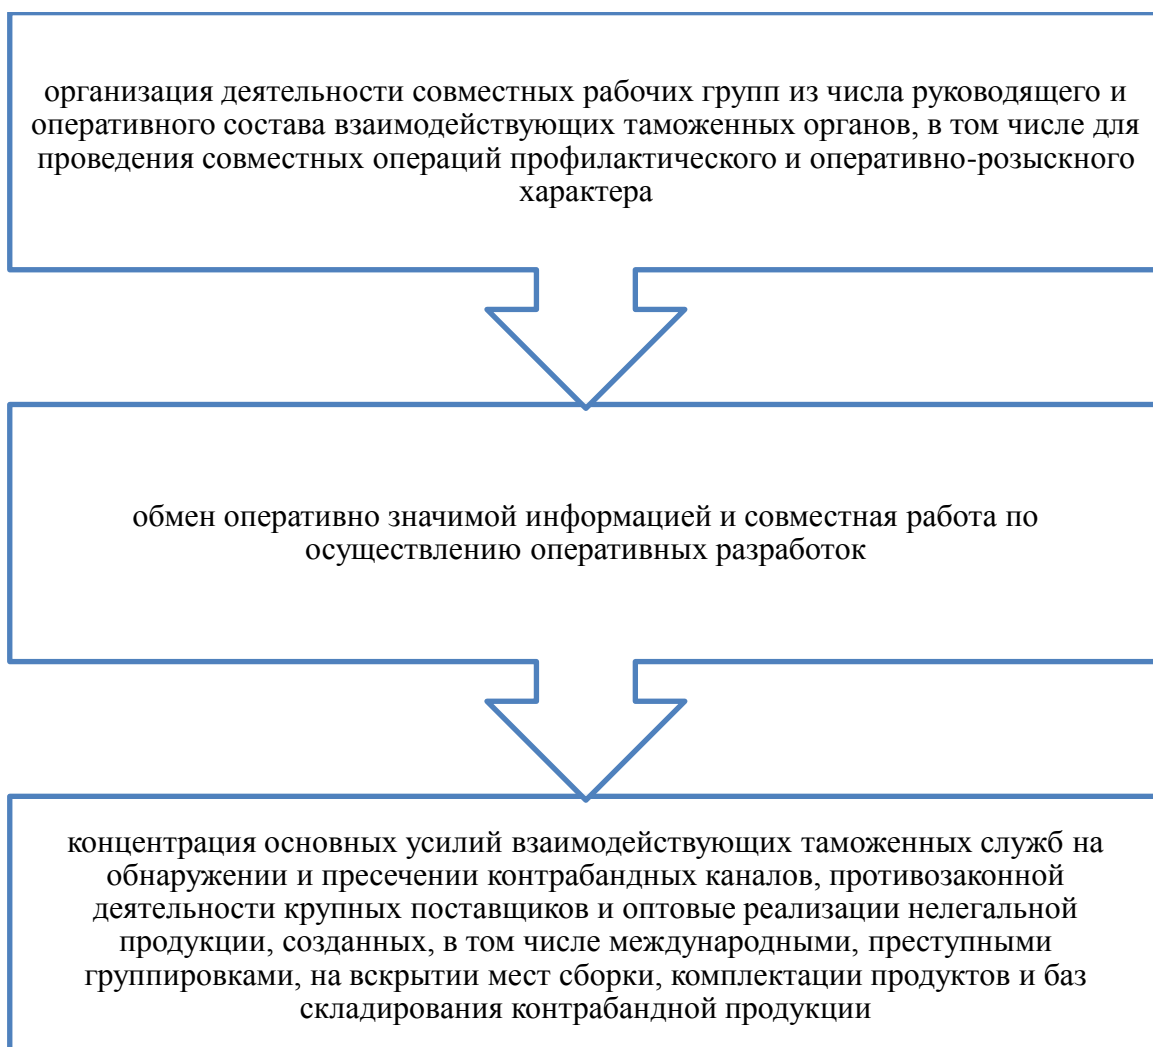 организация деятельности совместных рабочих групп из числа руководящего и
оперативного состава взаимодействующих таможенных органов, в том числе для
проведения совместных операций профилактического и оперативно-розыскного
характера
обмен оперативно значимой информацией и совместная работа по
осуществлению оперативных разработок
концентрация основных усилий взаимодействующих таможенных служб на
обнаружении и пресечении контрабандных каналов, противозаконной
деятельности крупных поставщиков и оптовые реализации нелегальной
продукции, созданных, в том числе международными, преступными
группировками, на вскрытии мест сборки, комплектации продуктов и баз
складирования контрабандной продукции